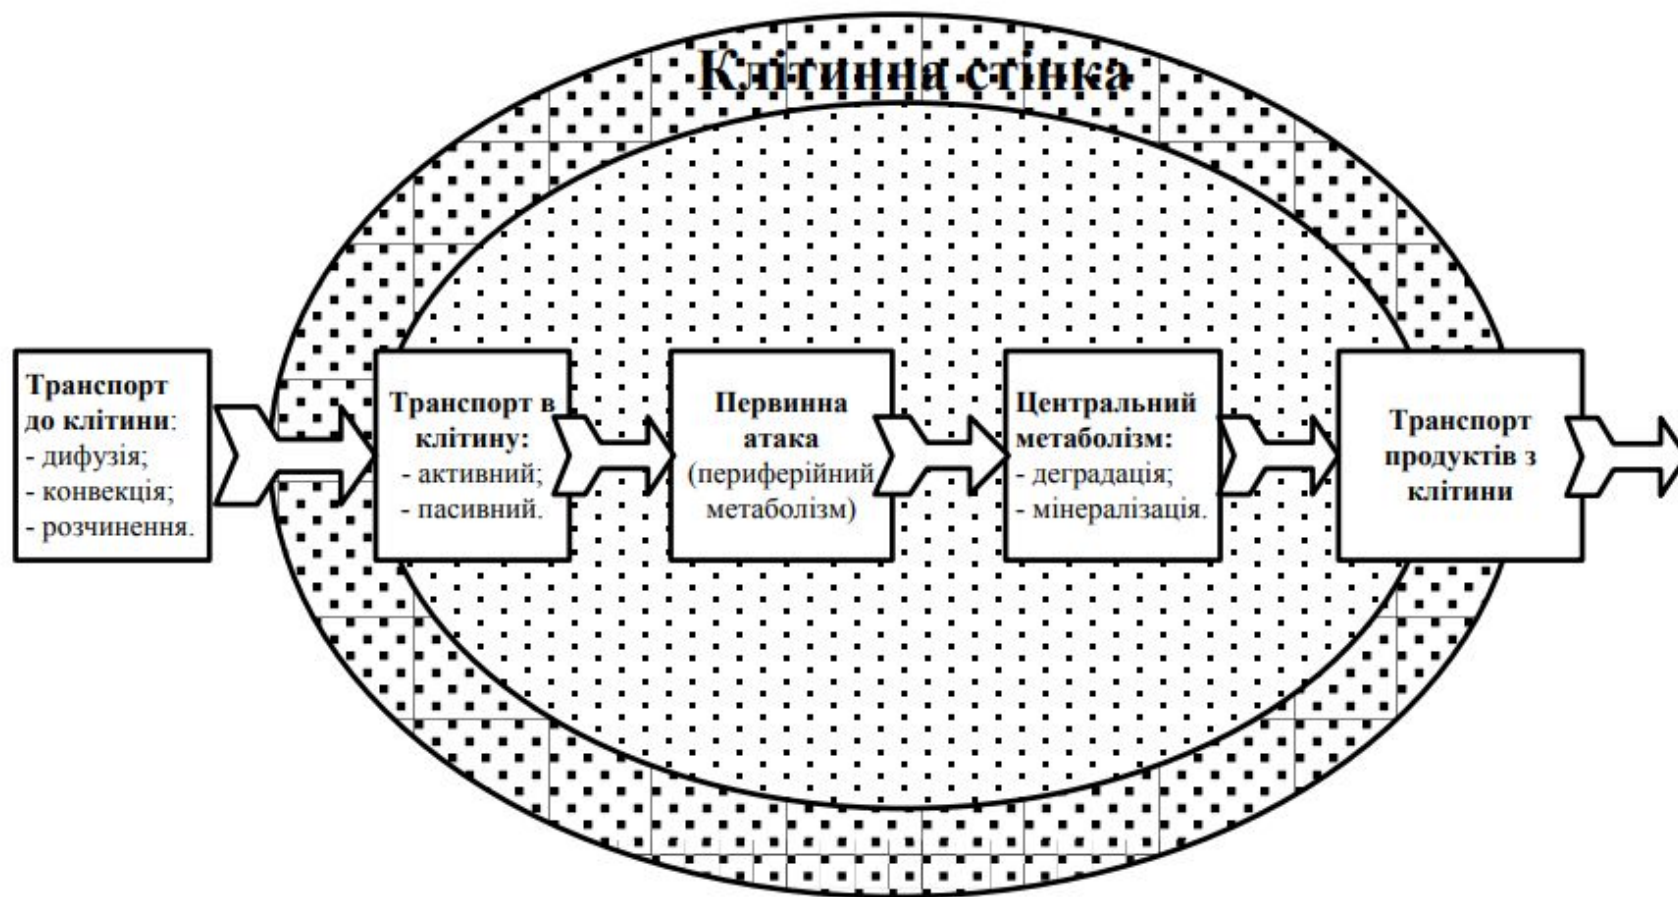 Клітинна стінка
Транспорт
до клітини:
- дифузія;
- конвекція;
- розчинення.
Транспорт в
клітину:
- активний;
- пасивний.
Первинна
атака
(периферійний
метаболізм)
Центральний
метаболізм:
- деградація;
- мінералізація.
Транспорт
продуктів з
клітини